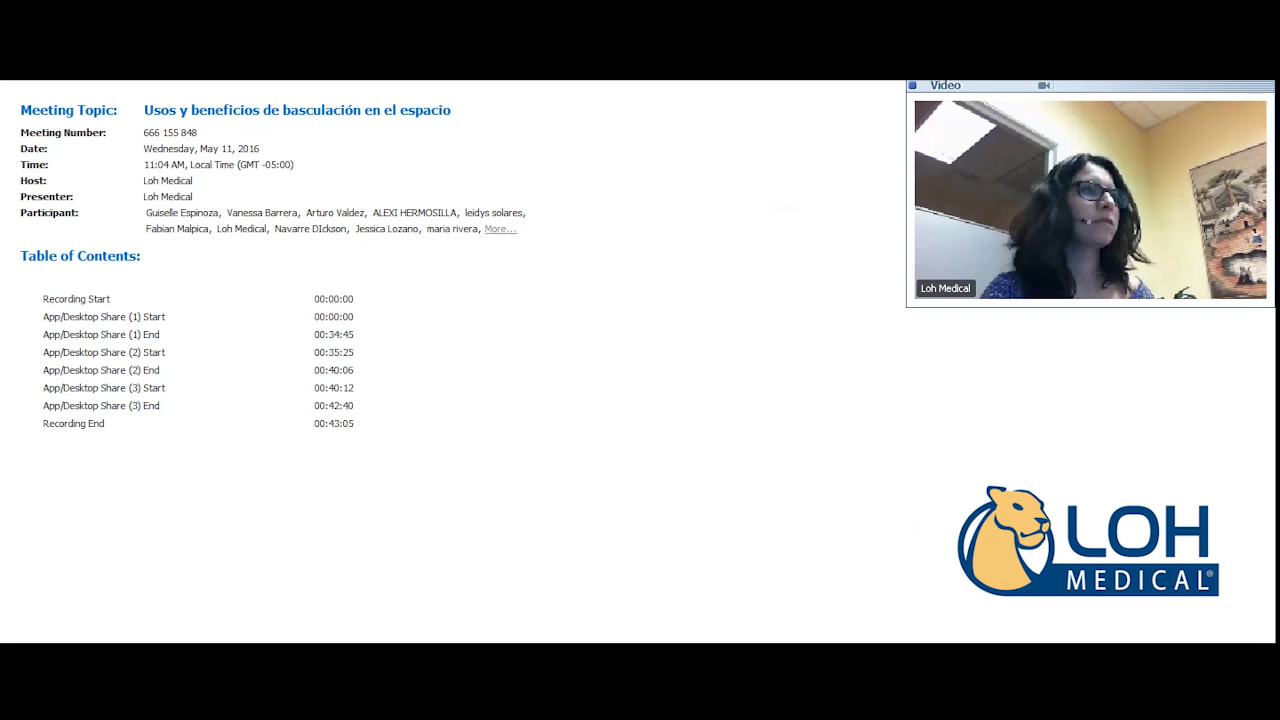 Meeting Topic: Usos y beneficios de basculación en el espacio
Meeting Number: 666 155 848
Date: Wednesday, May 11, 2016
Time: 11:04 AM, Local Time (GMT -05:00)
Host: Loh Medical
Presenter: Loh Medical
Participant: Guiselle Espinoza, Vanessa Barrera, Arturo Valdez, ALEXI HERMOSILLA, leidys solares,
Fabian Malpica, Loh Medical, Navarre DIckson, Jessica Lozano, maria rivera, More...
Table of Contents:
Recording Start 00:00:00
App/Desktop Share (1) Start 00:00:00
App/Desktop Share (1) End 00:34:45
App/Desktop Share (2) Start 00:35:25
App/Desktop Share (2) End 00:40:06
App/Desktop Share (3) Start 00:40:12
App/Desktop Share (3) End 00:42:40
Recording End 00:43:05
Video
Loh Medical
LOH
MEDICAL®